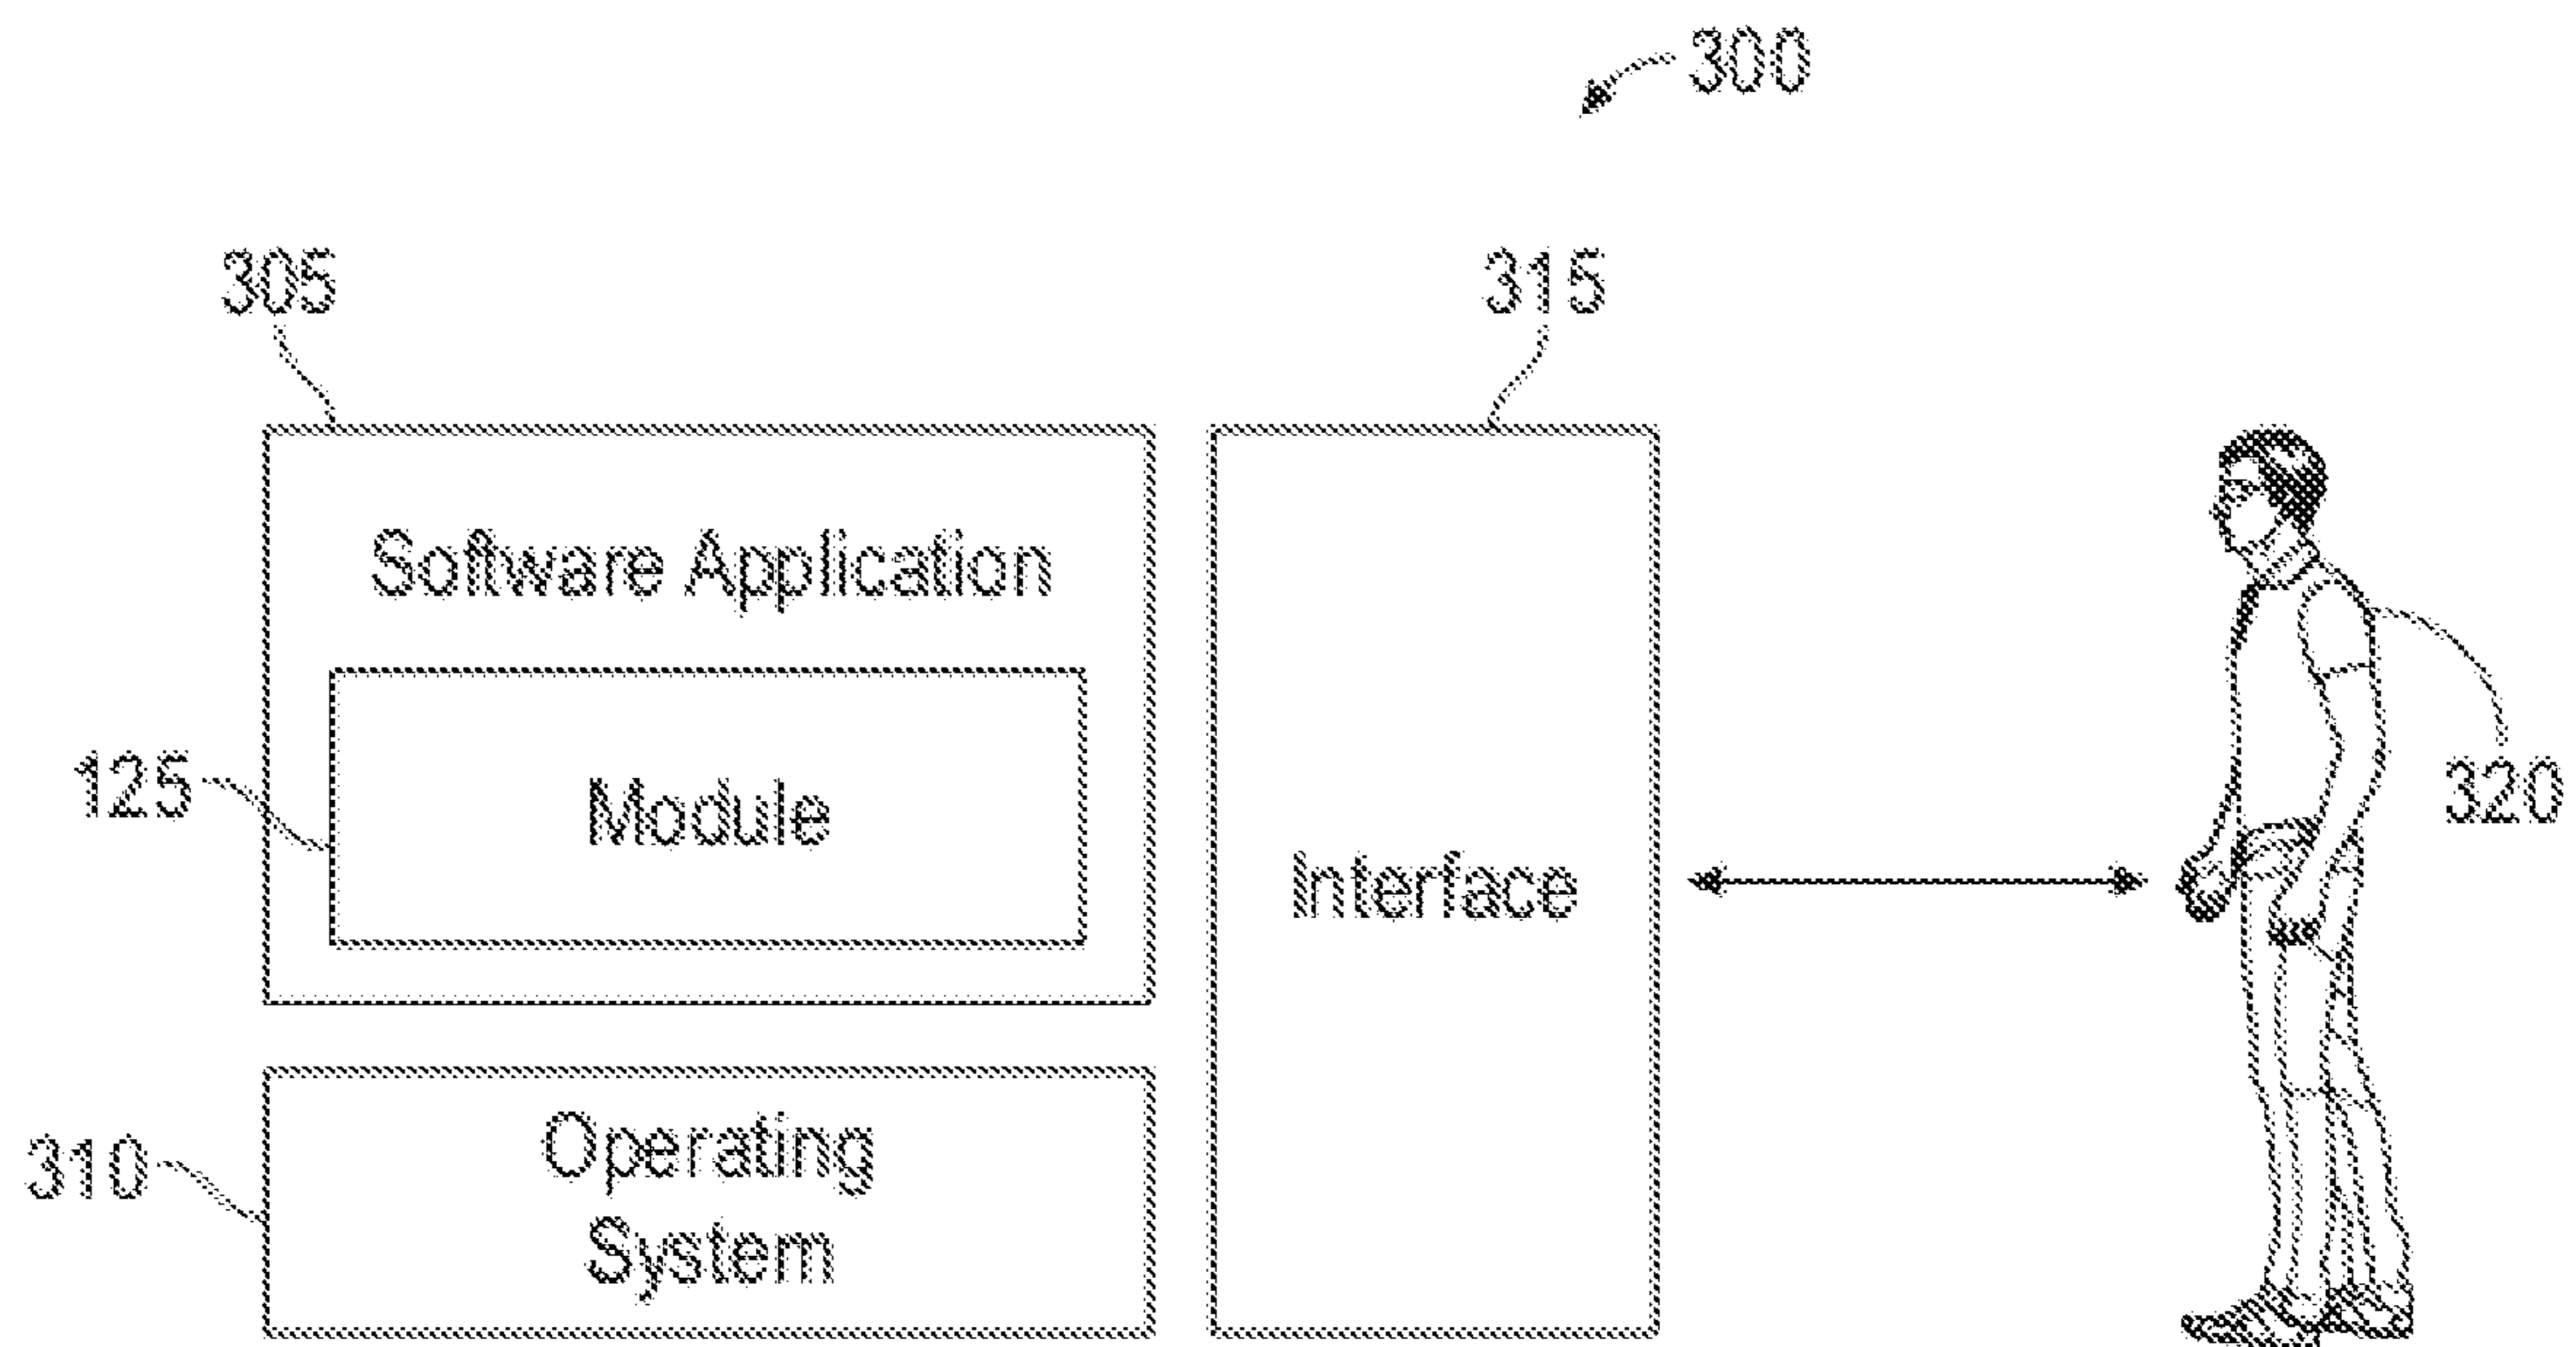 300
305
315
Software Application
125
Module
320
Interface
310
Operating
System